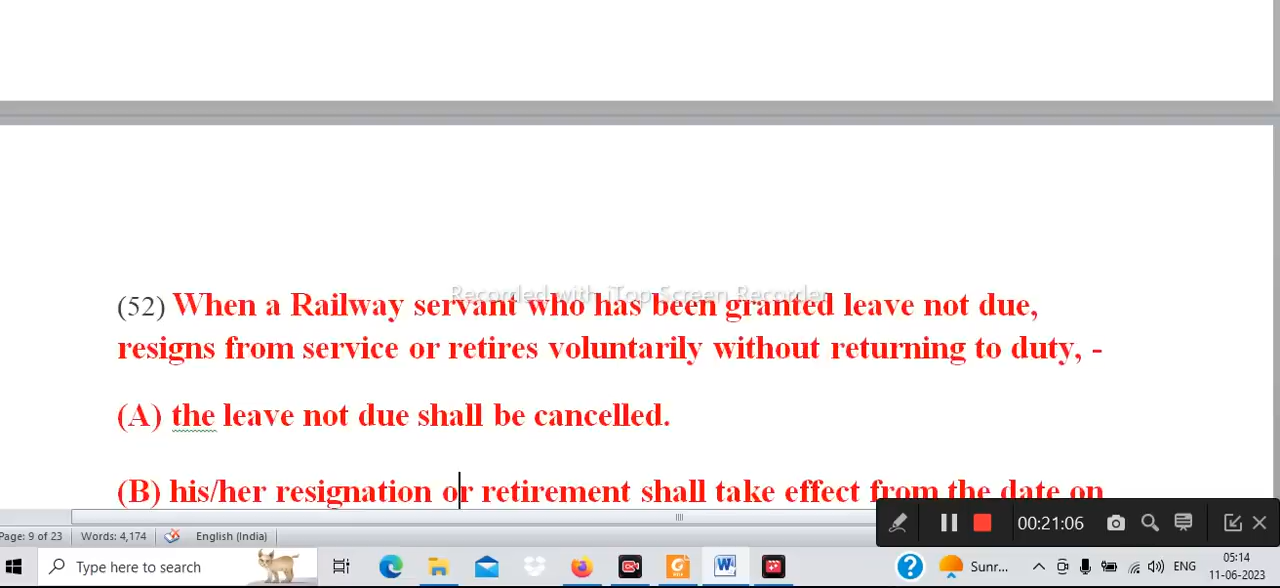 Recorded with iTop Screen Recorder
(52) When a Railway servant who has been granted leave not due,
resigns from service or retires voluntarily without returning to duty, -
(A) the leave not due shall be cancelled.
(B) his/her resignation or retirement shall take effect from the date on
00:21:06
Page: 9 of 23 Words: 4,174 English (India)
Type here to search Sunr... ENG 05:14
11-06-2023